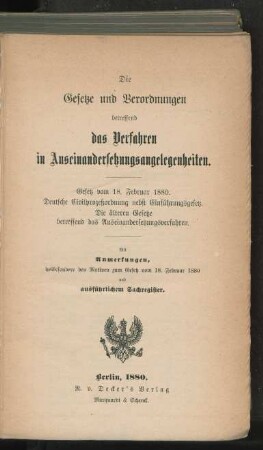 Die
Gesetze und Verordnungen
betreffend
das Verfahren
in Auseinandersetzungsangelegenheiten.
Gesetz vom 18. Februar 1880.
Deutsche Civilprozeßordnung nebst Einführungsgesetz.
Die älteren Gesetze
betreffend das Auseinandersetzungsverfahren.
Mit
Anmerkungen,
insbesondere den Motiven zum Gesetz vom 18. Februar 1880
und
ausführlichem Sachregister.
Berlin, 1880.
R. v. Decker's Verlag
Marquardt & Schenck.